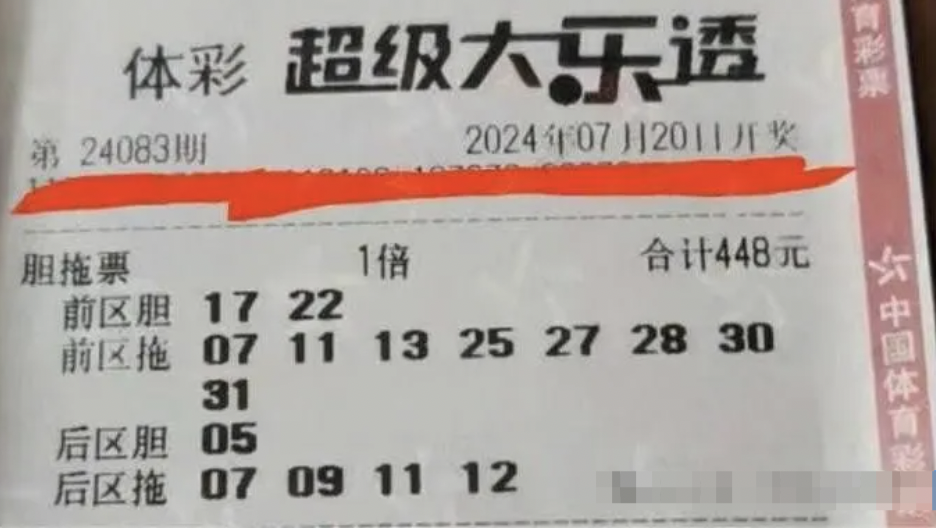 体彩 超级大乐透
第 24083期 2024年07月20日开奖
胆拖票 1倍 合计448元
前区胆 17 22
前区拖 07 11 13 25 27 28 30
31
后区胆 05
后区拖 07 09 11 12
育彩票
中国体育彩